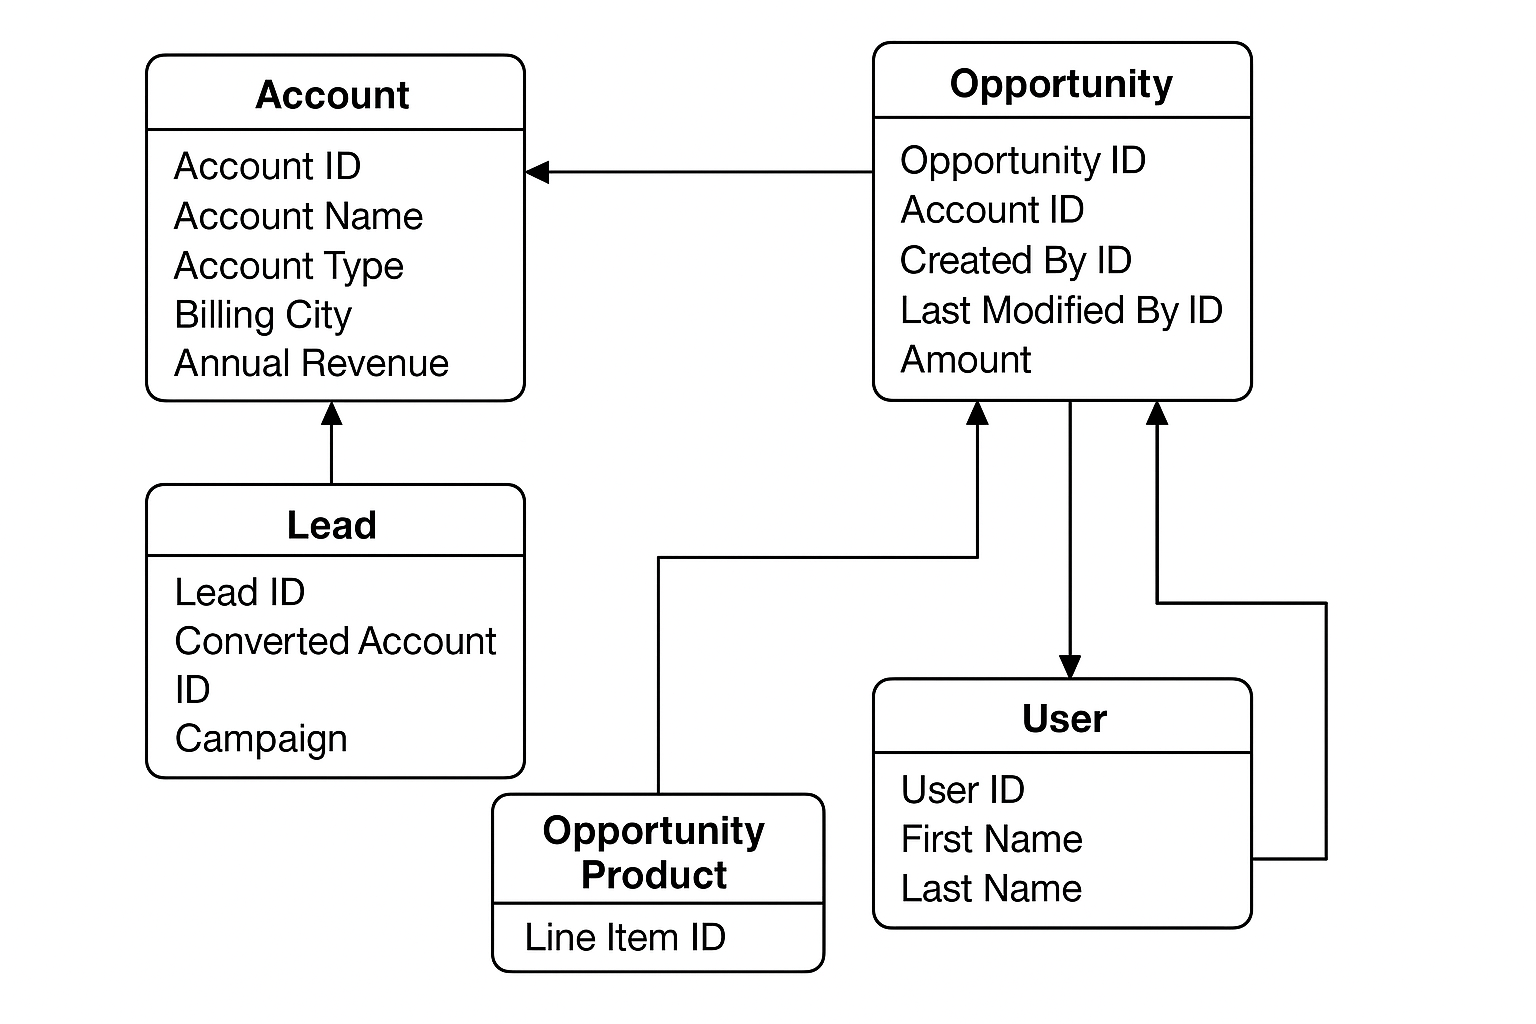 Account
Account ID
Account Name
Account Type
Billing City
Annual Revenue
Opportunity
Opportunity ID
Account ID
Created By ID
Last Modified By ID
Amount
Lead
Lead ID
Converted Account
ID
Campaign
Opportunity
Product
Line Item ID
User
User ID
First Name
Last Name